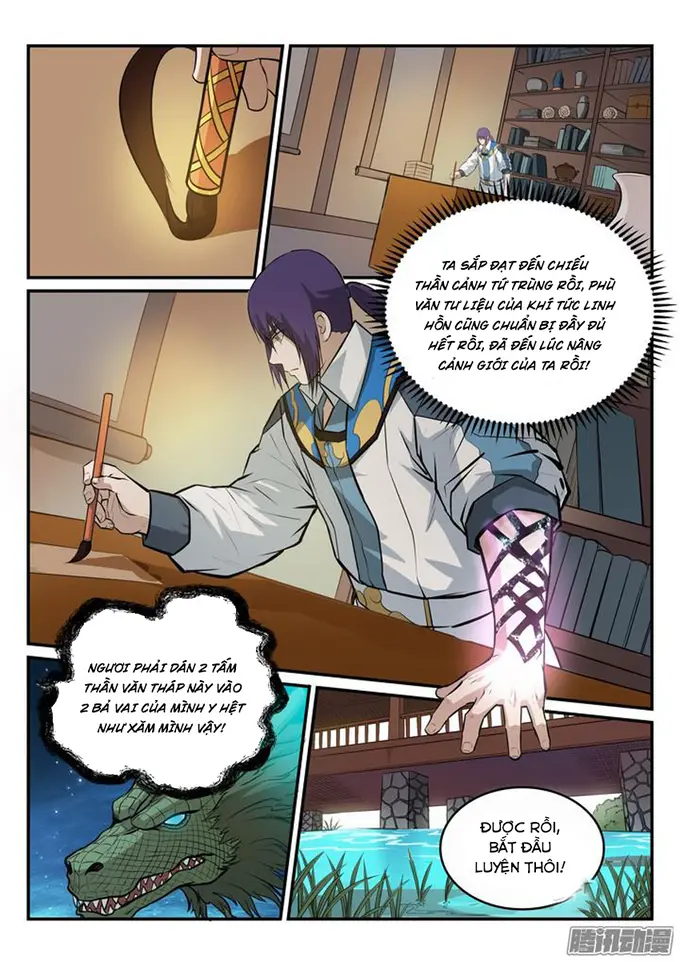 TA SẮP ĐẠT ĐẾN CHIẾU
THẦN CẢNH TỨ TRÙNG RỒI, PHÙ
VĂN TƯ LIỆU CỦA KHÍ TỨC LINH
HỒN CŨNG CHUẨN BỊ ĐẦY ĐỦ
HẾT RỒI, ĐÃ ĐẾN LÚC NÂNG
CẢNH GIỚI CỦA TA RỒI!
NGƯƠI PHẢI DÁN 2 TẤM
THẦN VĂN THÁP NÀY VÀO
2 BẢ VAI CỦA MÌNH Y HỆT
NHƯ XĂM MÌNH VẬY!
ĐƯỢC RỒI,
BẮT ĐẦU
LUYỆN THÔI!
腾讯动漫